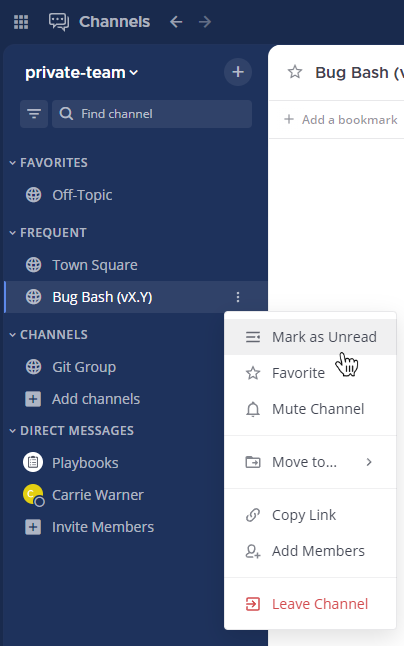 Channels
private-team
Bug Bash (v
Find channel
Add a bookmark
FAVORITES
Off-Topic
FREQUENT
Town Square
Bug Bash (vX.Y)
CHANNELS
Git Group
Add channels
DIRECT MESSAGES
Playbooks
C
Carrie Warner
Invite Members
Mark as Unread
Favorite
Mute Channel
Move to...
Copy Link
Add Members
Leave Channel